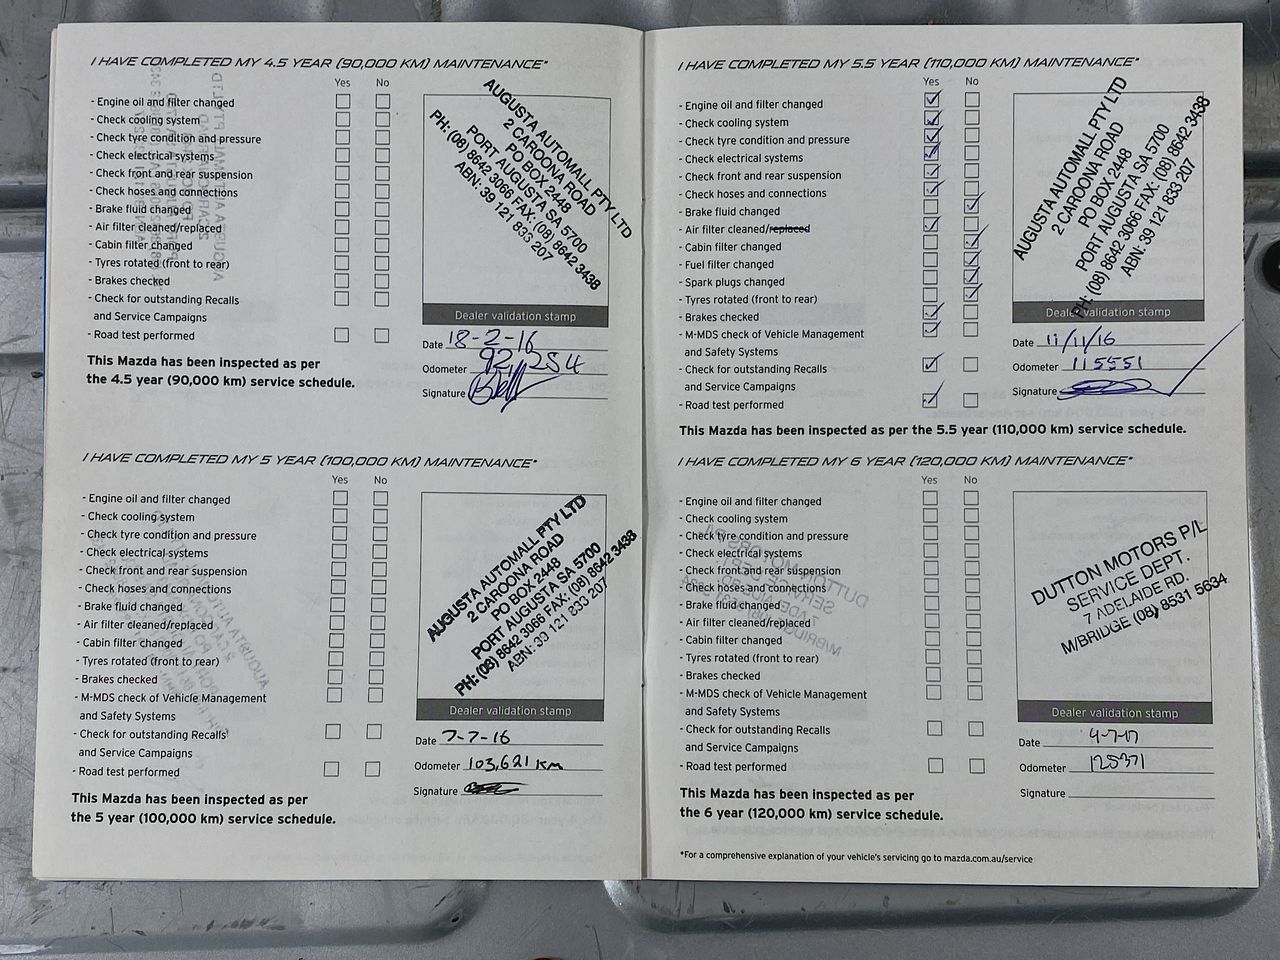 I HAVE COMPLETED MY 4.5 YEAR (90,000 KM) MAINTENANCE*
Yes No
- Engine oil and filter changed
- Check cooling system
- Check tyre condition and pressure
- Check electrical systems
- Check front and rear suspension
- Check hoses and connections
- Brake fluid changed
- Air filter cleaned/replaced
- Cabin filter changed
- Tyres rotated (front to rear)
- Brakes checked
- Check for outstanding Recalls
and Service Campaigns
- Road test performed
This Mazda has been inspected as per
the 4.5 year (90,000 km) service schedule.
AUGUSTA AUTOMALL PTY LTD
2 CAROONA ROAD
PO BOX 2448
PORT AUGUSTA SA 5700
PH: (08) 8642 3066 FAX: (08) 8642 3438
ABN: 39 121 833 207
Dealer validation stamp
Date 18-2-16
Odometer 92,254
Signature
I HAVE COMPLETED MY 5 YEAR (100,000 KM) MAINTENANCE*
Yes No
- Engine oil and filter changed
- Check cooling system
- Check tyre condition and pressure
- Check electrical systems
- Check front and rear suspension
- Check hoses and connections
- Brake fluid changed
- Air filter cleaned/replaced
- Cabin filter changed
- Tyres rotated (front to rear)
- Brakes checked
- M-MDS check of Vehicle Management
and Safety Systems
- Check for outstanding Recalls
and Service Campaigns
- Road test performed
This Mazda has been inspected as per
the 5 year (100,000 km) service schedule.
AUGUSTA AUTOMALL PTY LTD
2 CAROONA ROAD
PO BOX 2448
PORT AUGUSTA SA 5700
PH: (08) 8642 3066 FAX: (08) 8642 3438
ABN: 39 121 833 207
Dealer validation stamp
Date 7-7-16
Odometer 103,621 KM
Signature
I HAVE COMPLETED MY 5.5 YEAR (110,000 KM) MAINTENANCE*
Yes No
- Engine oil and filter changed
- Check cooling system
- Check tyre condition and pressure
- Check electrical systems
- Check front and rear suspension
- Check hoses and connections
- Brake fluid changed
- Air filter cleaned/replaced
- Cabin filter changed
- Fuel filter changed
- Spark plugs changed
- Tyres rotated (front to rear)
- Brakes checked
- M-MDS check of Vehicle Management
and Safety Systems
- Check for outstanding Recalls
and Service Campaigns
- Road test performed
This Mazda has been inspected as per the 5.5 year (110,000 km) service schedule.
AUGUSTA AUTOMALL PTY LTD
2 CAROONA ROAD
PO BOX 2448
PORT AUGUSTA SA 5700
PH: (08) 8642 3066 FAX: (08) 8642 3438
ABN: 39 121 833 207
Dealer validation stamp
Date 11/11/16
Odometer 115551
Signature
I HAVE COMPLETED MY 6 YEAR (120,000 KM) MAINTENANCE*
Yes No
- Engine oil and filter changed
- Check cooling system
- Check tyre condition and pressure
- Check electrical systems
- Check front and rear suspension
- Check hoses and connections
- Brake fluid changed
- Air filter cleaned/replaced
- Cabin filter changed
- Tyres rotated (front to rear)
- Brakes checked
- M-MDS check of Vehicle Management
and Safety Systems
- Check for outstanding Recalls
and Service Campaigns
- Road test performed
This Mazda has been inspected as per
the 6 year (120,000 km) service schedule.
DUTTON MOTORS P/L
SERVICE DEPT.
7 ADELAIDE RD.
M/BRIDGE (08) 8531 5634
Dealer validation stamp
Date 4-7-17
Odometer 125371
Signature
*For a comprehensive explanation of your vehicle's servicing go to mazda.com.au/service